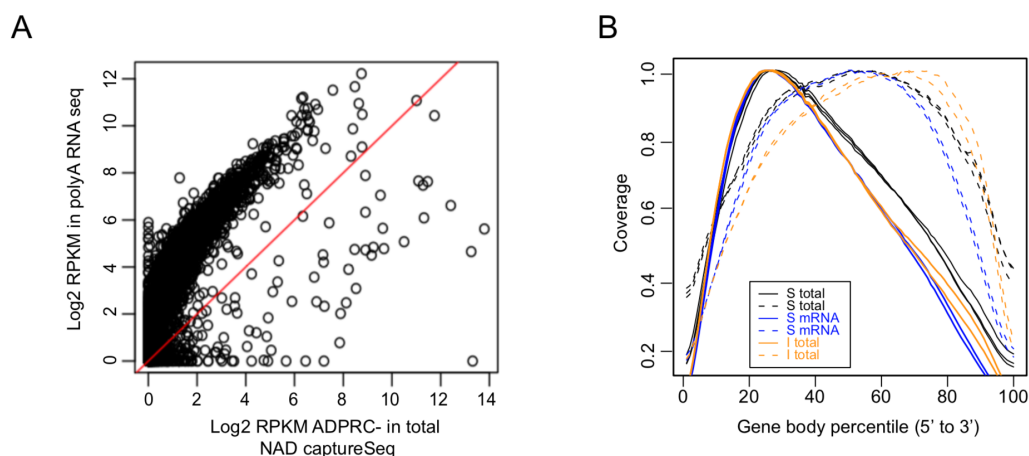 A
B
Log2 RPKM in polyA RNA seq
12
10
8
6
4
2
0
0 2 4 6 8 10 12 14
Log2 RPKM ADPRC- in total
NAD captureSeq
Coverage
1.0
0.8
0.6
0.4
0.2
S total
S total
S mRNA
S mRNA
I total
I total
0 20 40 60 80 100
Gene body percentile (5' to 3')